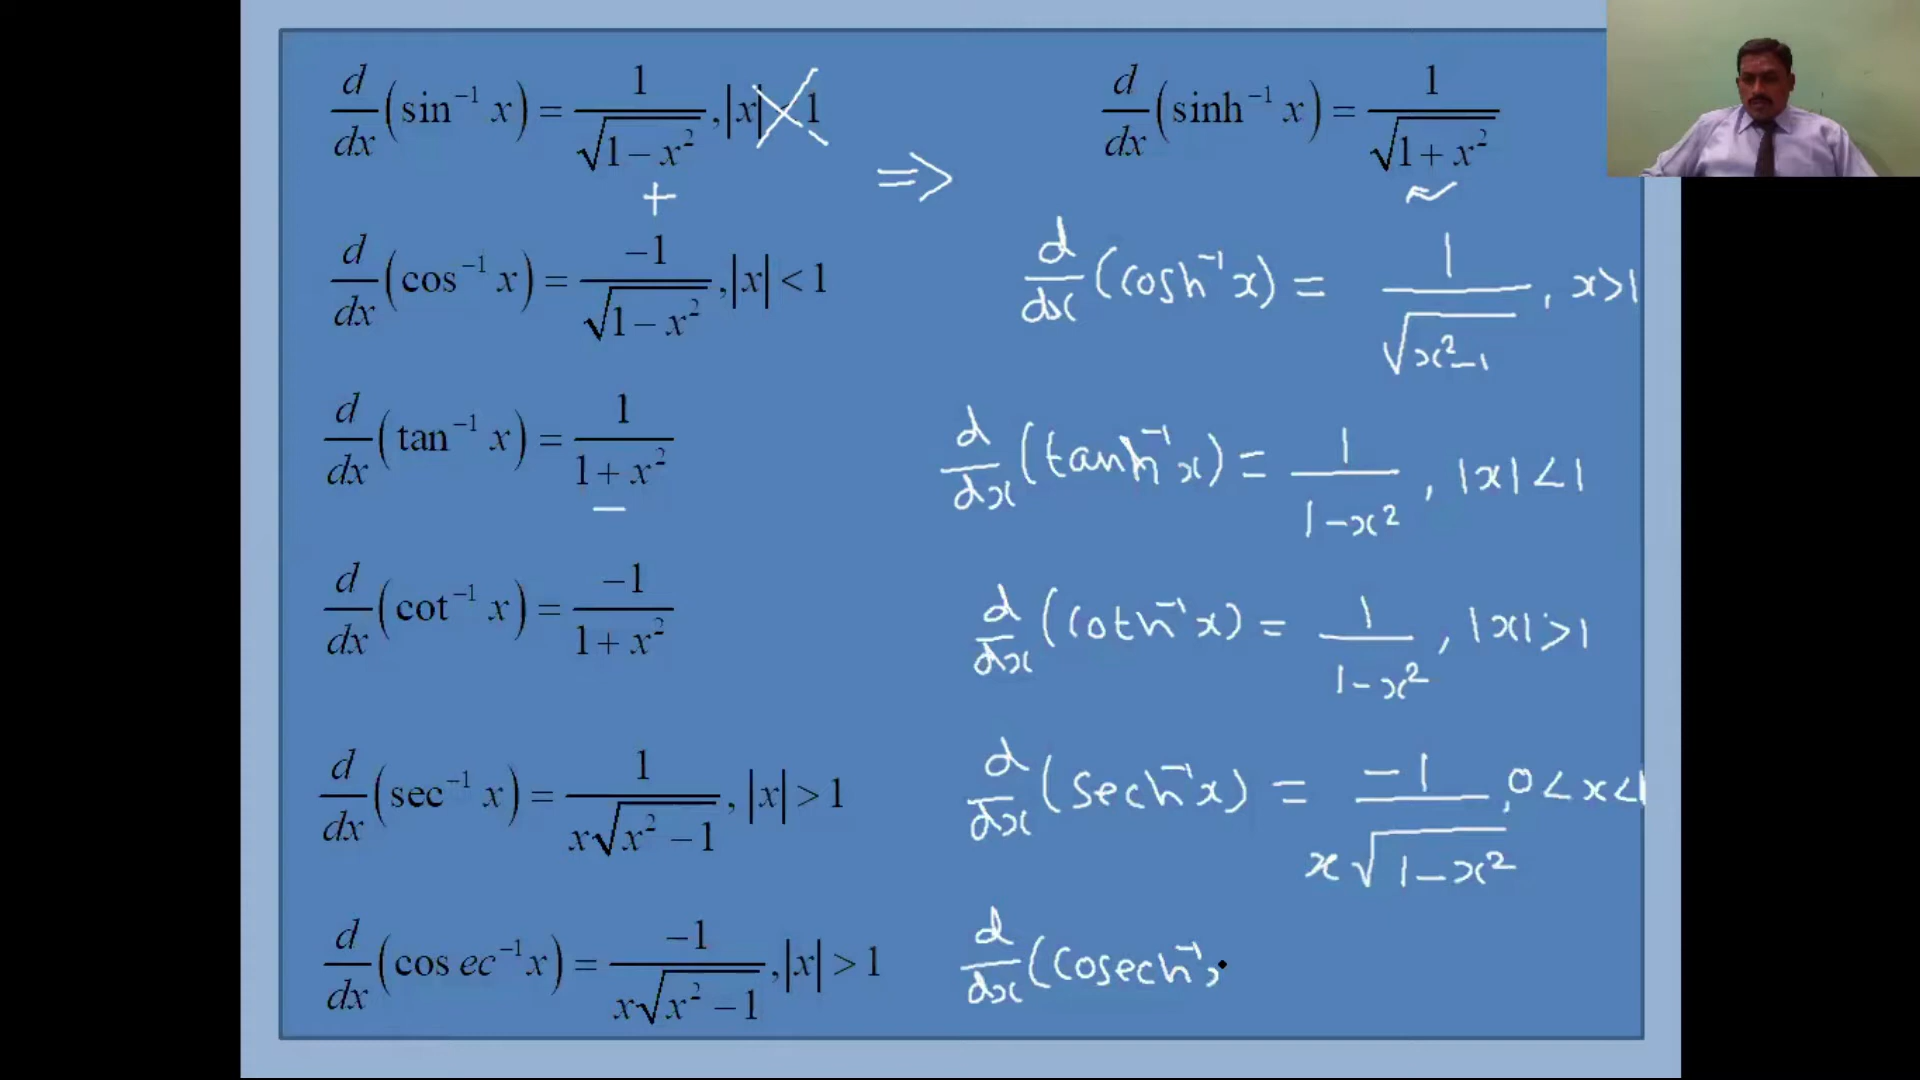 d/dx (sin⁻¹ x) = 1/√(1 − x²), |x| < 1
d/dx (sinh⁻¹ x) = 1/√(1 + x²)
+
⇒
~
d/dx (cos⁻¹ x) = −1/√(1 − x²), |x| < 1
d/dx (cosh⁻¹ x) = 1/√(x² − 1), x > 1
d/dx (tan⁻¹ x) = 1/(1 + x²)
−
d/dx (tanh⁻¹ x) = 1/(1 − x²), |x| < 1
d/dx (cot⁻¹ x) = −1/(1 + x²)
d/dx (coth⁻¹ x) = 1/(1 − x²), |x| > 1
d/dx (sec⁻¹ x) = 1/(x√(x² − 1)), |x| > 1
d/dx (sech⁻¹ x) = −1/(x√(1 − x²)), 0 < x < 1
d/dx (cos ec⁻¹ x) = −1/(x√(x² − 1)), |x| > 1
d/dx (cosech⁻¹